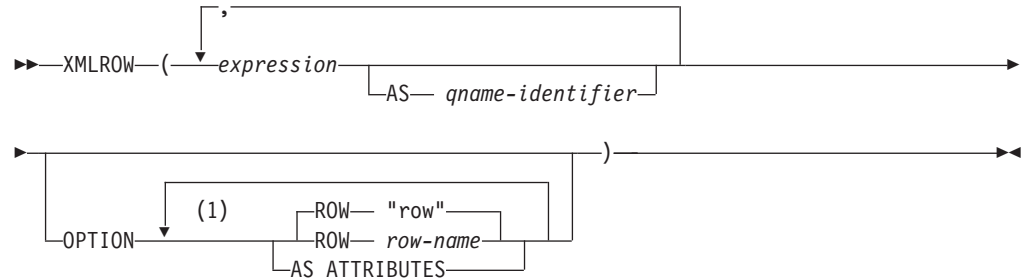 ,
XMLROW ( expression
AS qname-identifier
)
(1) ROW "row"
OPTION ROW row-name
AS ATTRIBUTES